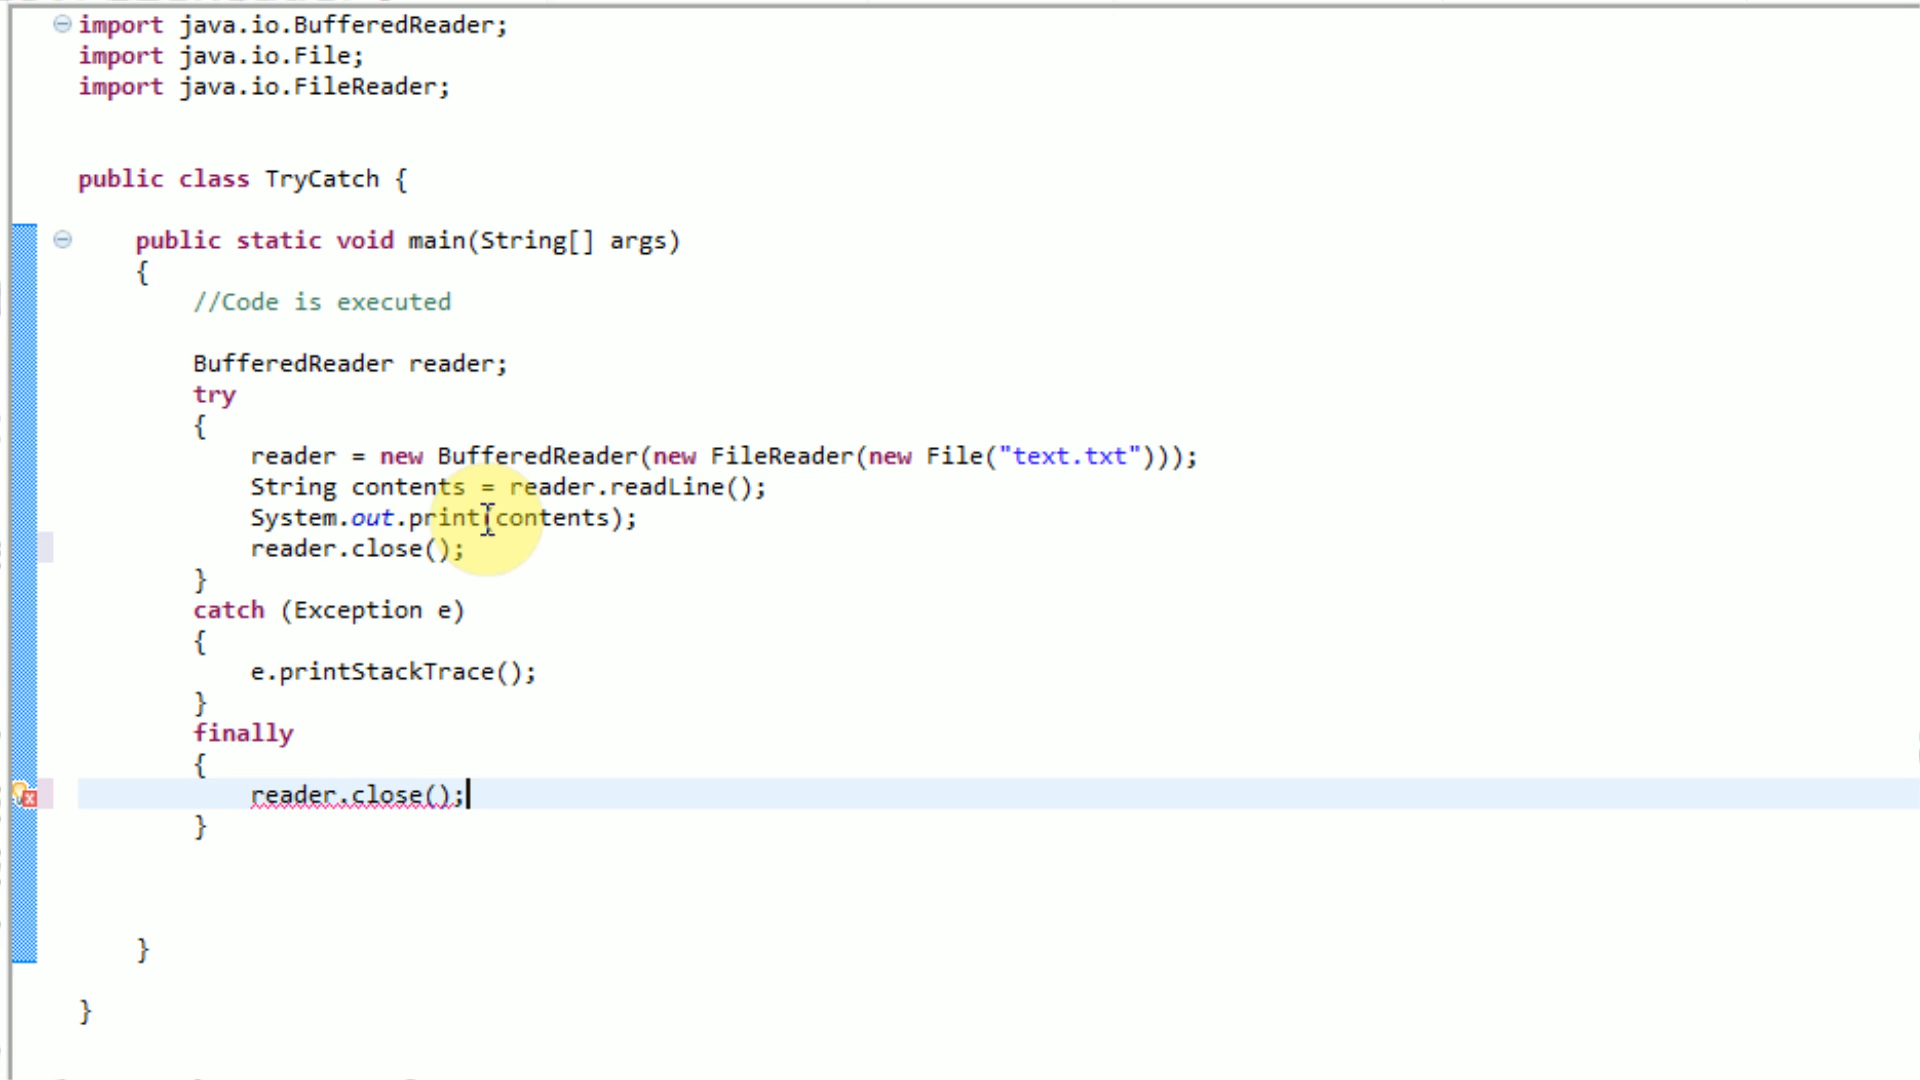 import java.io.BufferedReader;
import java.io.File;
import java.io.FileReader;
public class TryCatch {
public static void main(String[] args)
{
//Code is executed
BufferedReader reader;
try
{
reader = new BufferedReader(new FileReader(new File("text.txt")));
String contents = reader.readLine();
System.out.print(contents);
reader.close();
}
catch (Exception e)
{
e.printStackTrace();
}
finally
{
reader.close();
}
}
}